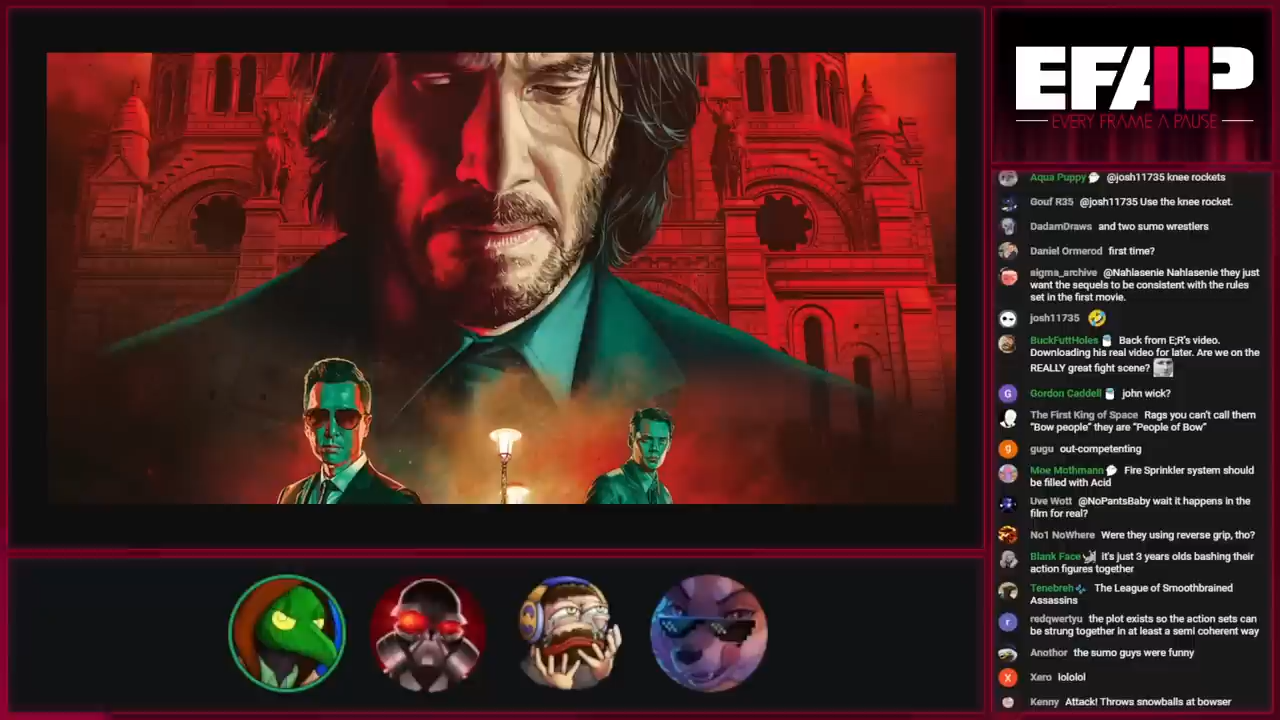 EFAP
EVERY FRAME A PAUSE
Aqua Puppy @josh11735 knee rockets
Gouf R35 @josh11735 Use the knee rocket.
DadamDraws and two sumo wrestlers
Daniel Ormerod first time?
sigma_archive @Nahlasenie Nahlasenie they just
want the sequels to be consistent with the rules
set in the first movie.
josh11735
BuckFuttHoles Back from E;R's video.
Downloading his real video for later. Are we on the
REALLY great fight scene?
Gordon Caddell john wick?
The First King of Space Rags you can't call them
"Bow people" they are "People of Bow"
gugu out-competenting
Moe Mothmann Fire Sprinkler system should
be filled with Acid
Uve Wott @NoPantsBaby wait it happens in the
film for real?
No1 NoWhere Were they using reverse grip, tho?
Blank Face it's just 3 years olds bashing their
action figures together
Tenebreh The League of Smoothbrained
Assassins
redqwertyu the plot exists so the action sets can
be strung together in at least a semi coherent way
Anothor the sumo guys were funny
Xero lololol
Kenny Attack! Throws snowballs at bowser